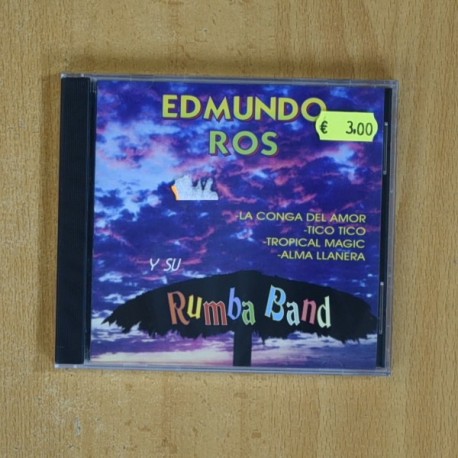 EDMUNDO
ROS
€ 3,00
-LA CONGA DEL AMOR
-TICO TICO
-TROPICAL MAGIC
-ALMA LLANERA
Y SU
Rumba Band